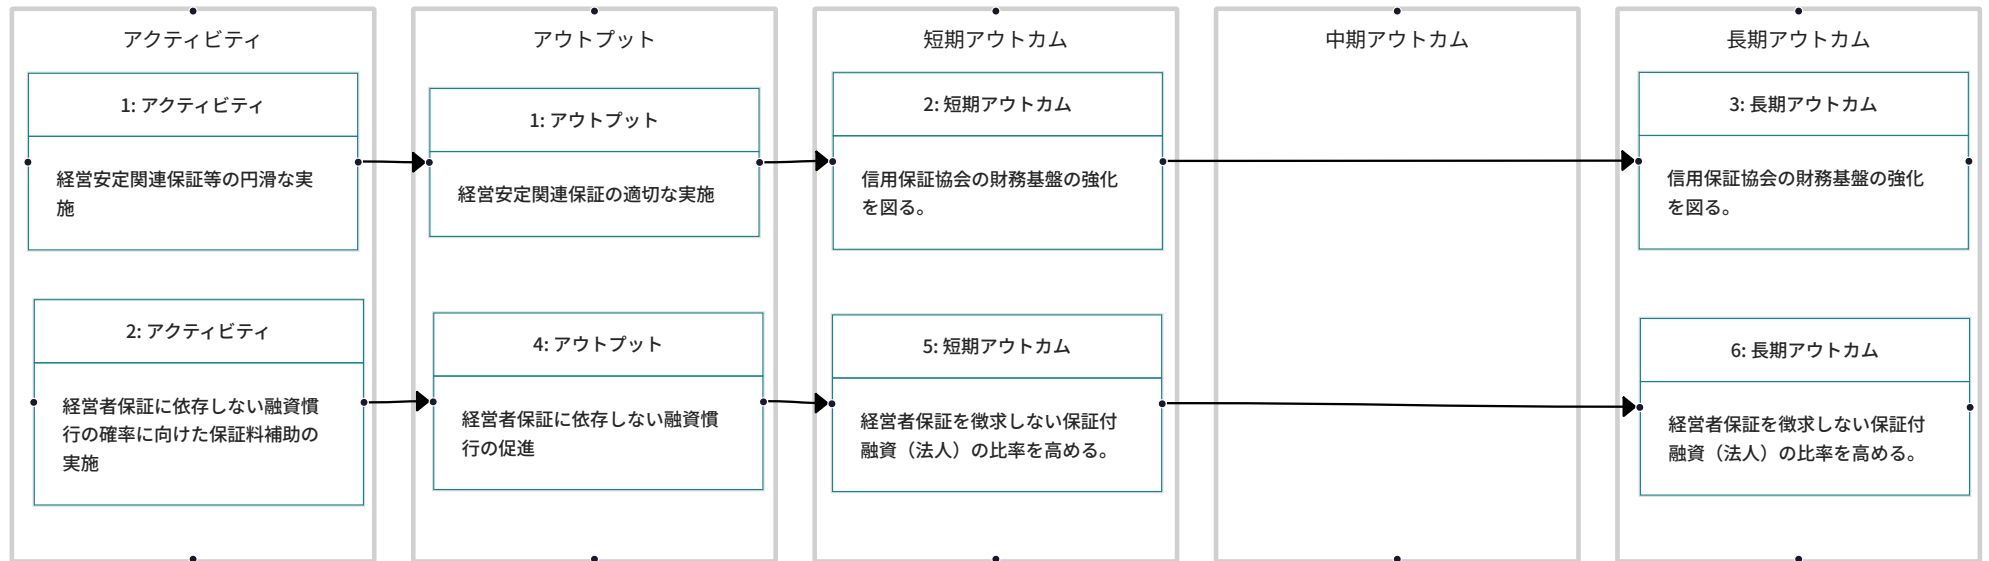 アクティビティ
アウトプット
短期アウトカム
中期アウトカム
長期アウトカム
1: アクティビティ
経営安定関連保証等の円滑な実
施
1: アウトプット
経営安定関連保証の適切な実施
2: 短期アウトカム
信用保証協会の財務基盤の強化
を図る。
3: 長期アウトカム
信用保証協会の財務基盤の強化
を図る。
2: アクティビティ
経営者保証に依存しない融資慣
行の確率に向けた保証料補助の
実施
4: アウトプット
経営者保証に依存しない融資慣
行の促進
5: 短期アウトカム
経営者保証を徴求しない保証付
融資（法人）の比率を高める。
6: 長期アウトカム
経営者保証を徴求しない保証付
融資（法人）の比率を高める。